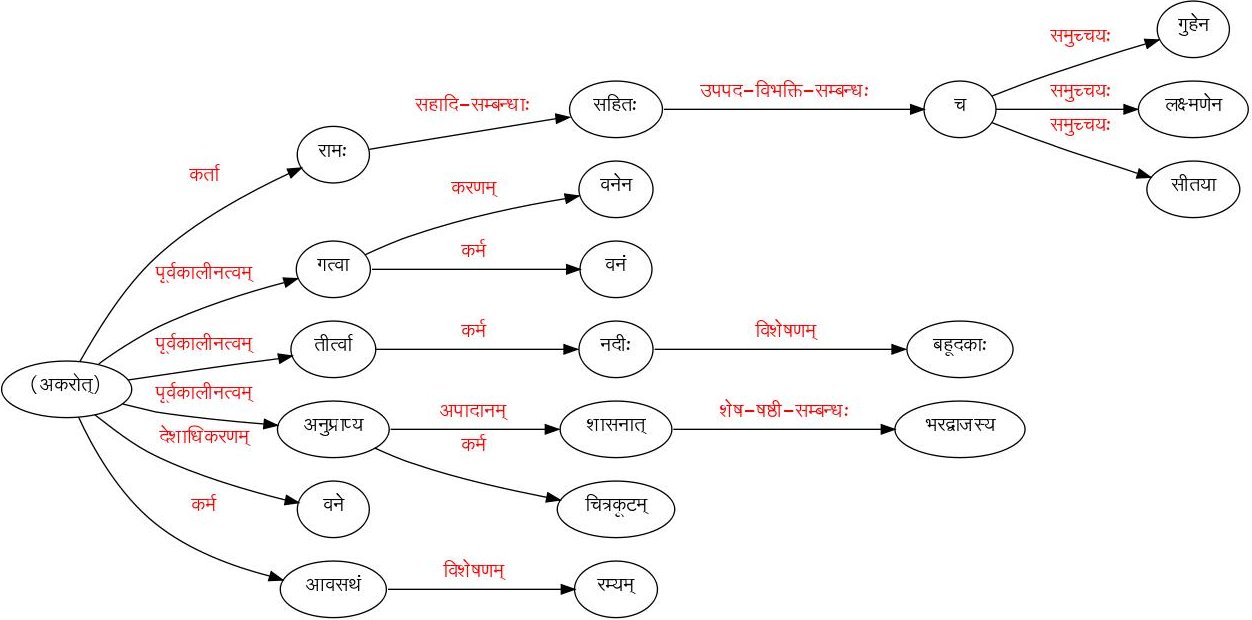 गुहेन
समुच्चयः
सहादि-सम्बन्धाः
सहितः
उपपद-विभक्ति-सम्बन्धः
च
समुच्चयः
लक्ष्मणेन
समुच्चयः
रामः
कर्ता
करणम्
वनेन
सीतया
पूर्वकालीनत्वम्
गत्वा
कर्म
वनं
पूर्वकालीनत्वम्
तीर्त्वा
कर्म
नदीः
विशेषणम्
बहूदकाः
(अकरोत्)
पूर्वकालीनत्वम्
अनुप्राप्य
अपादानम्
शासनात्
शेष-षष्ठी-सम्बन्धः
भरद्वाजस्य
देशाधिकरणम्
कर्म
वने
चित्रकूटम्
कर्म
आवसथं
विशेषणम्
रम्यम्